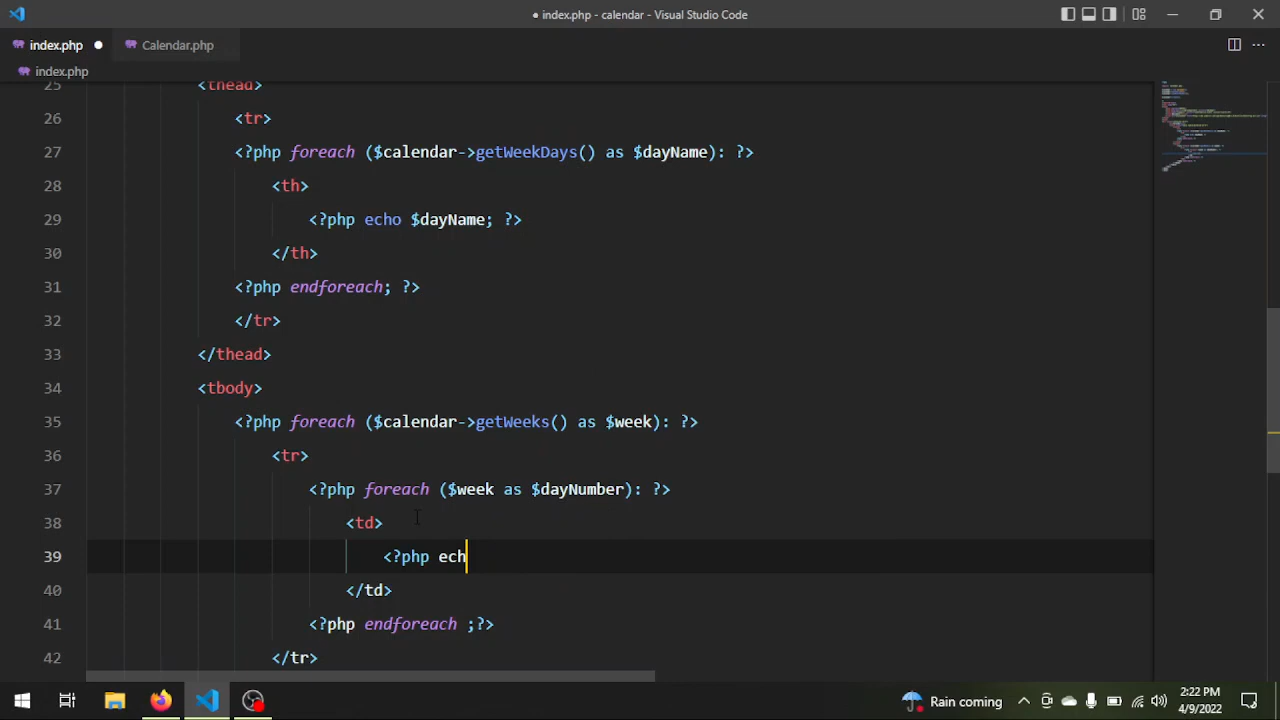 index.php - calendar - Visual Studio Code
index.php
Calendar.php
index.php
25 <thead>
26 <tr>
27 <?php foreach ($calendar->getWeekDays() as $dayName): ?>
28 <th>
29 <?php echo $dayName; ?>
30 </th>
31 <?php endforeach; ?>
32 </tr>
33 </thead>
34 <tbody>
35 <?php foreach ($calendar->getWeeks() as $week): ?>
36 <tr>
37 <?php foreach ($week as $dayNumber): ?>
38 <td>
39 <?php ech
40 </td>
41 <?php endforeach ;?>
42 </tr>
Rain coming
2:22 PM
4/9/2022